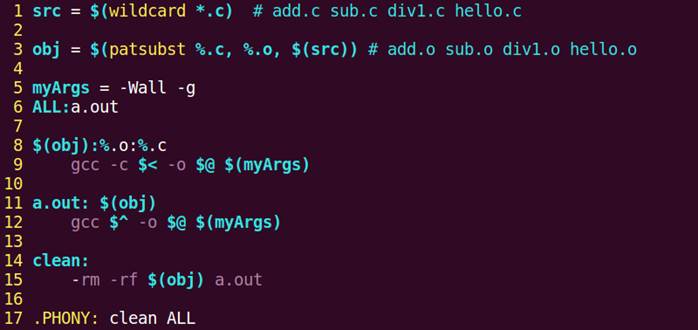 1 src = $(wildcard *.c)  # add.c sub.c div1.c hello.c
2
3 obj = $(patsubst %.c, %.o, $(src)) # add.o sub.o div1.o hello.o
4
5 myArgs = -Wall -g
6 ALL:a.out
7
8 $(obj):%.o:%.c
9     gcc -c $< -o $@ $(myArgs)
10
11 a.out: $(obj)
12     gcc $^ -o $@ $(myArgs)
13
14 clean:
15     -rm -rf $(obj) a.out
16
17 .PHONY: clean ALL